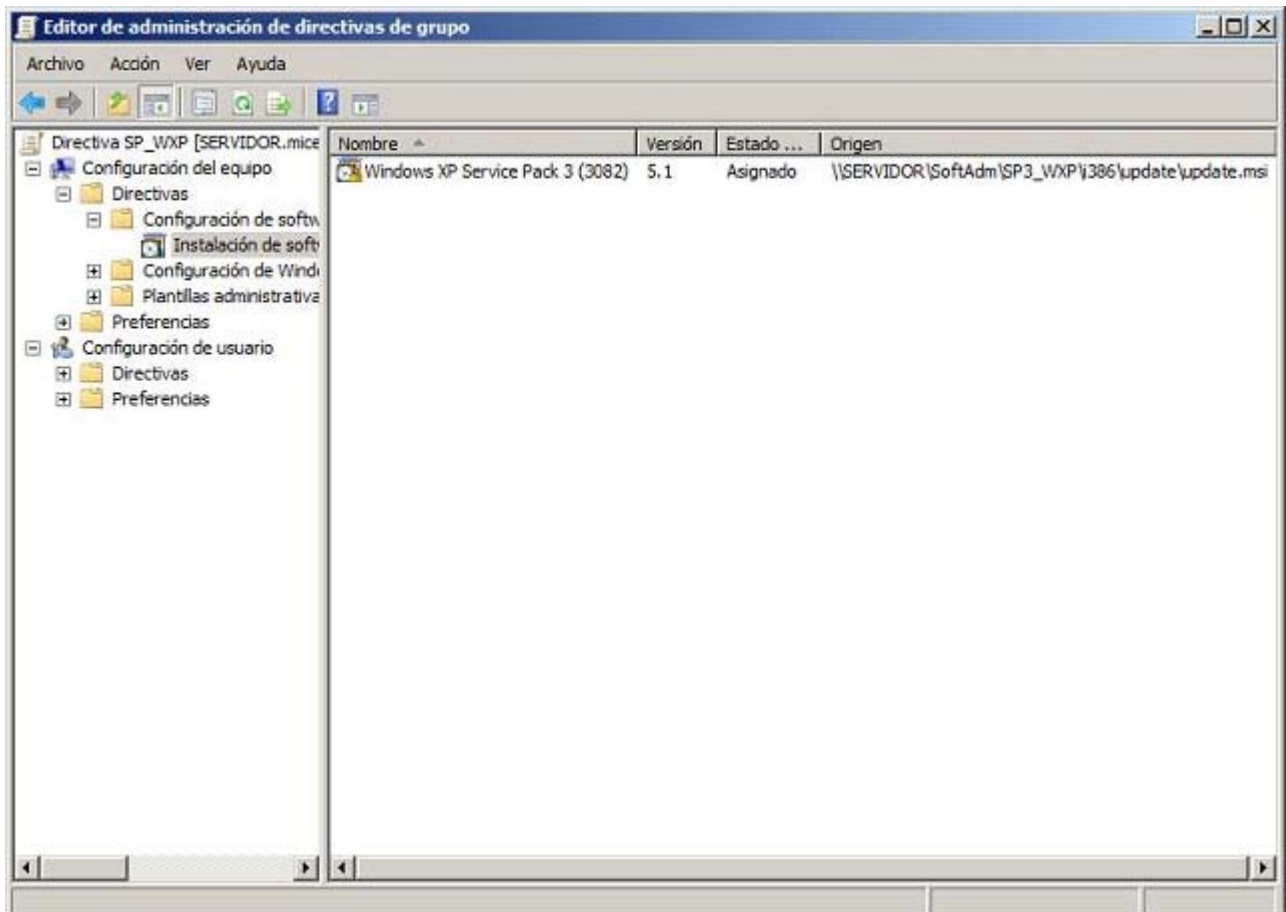 Editor de administración de directivas de grupo
Archivo Acción Ver Ayuda
Directiva SP_WXP [SERVIDOR.mice
Configuración del equipo
Directivas
Configuración de softw
Instalación de softw
Configuración de Windo
Plantillas administrativa
Preferencias
Configuración de usuario
Directivas
Preferencias
Nombre Versión Estado ... Origen
Windows XP Service Pack 3 (3082) 5.1 Asignado \\SERVIDOR\SoftAdm\SP3_WXP\i386\update\update.msi